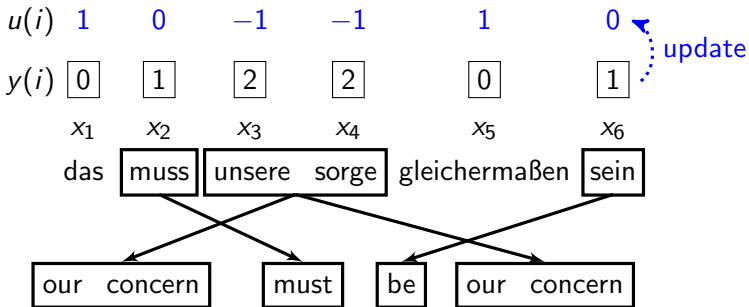 u(i) 1 0 −1 −1 1 0
update
y(i) 0 1 2 2 0 1
x₁ x₂ x₃ x₄ x₅ x₆
das muss unsere sorge gleichermaßen sein
our concern must be our concern